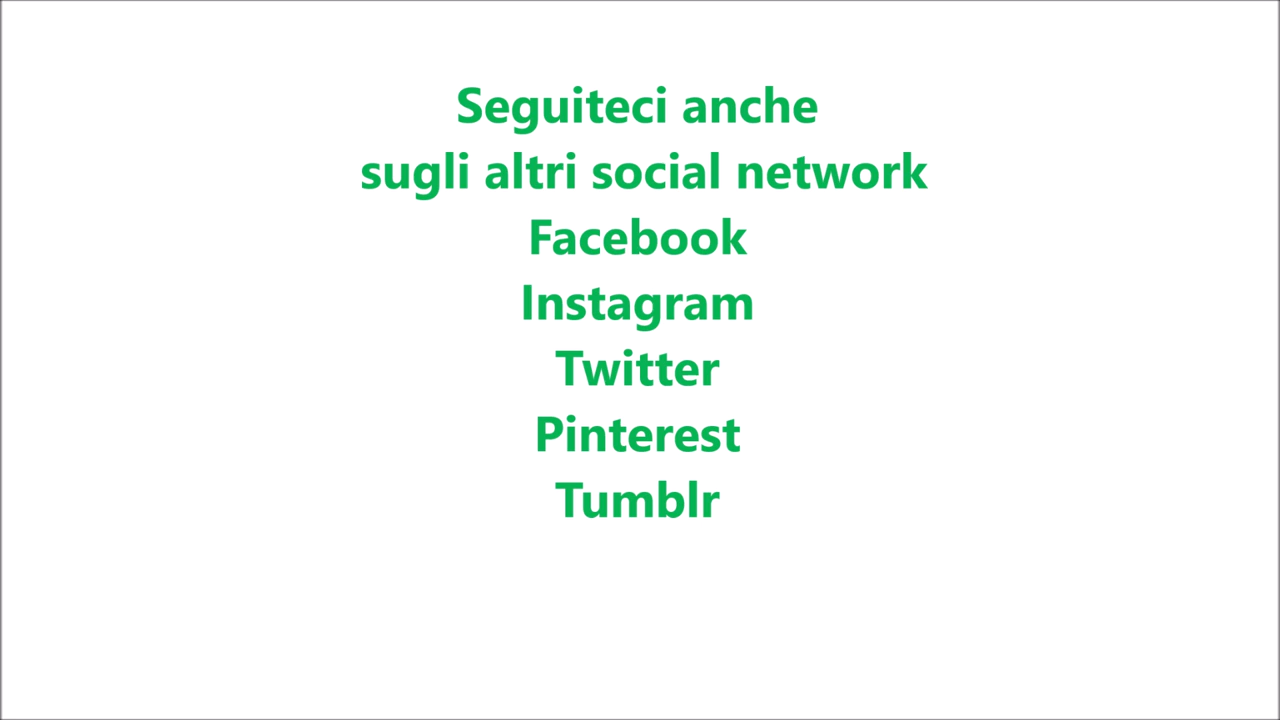 Seguiteci anche
sugli altri social network
Facebook
Instagram
Twitter
Pinterest
Tumblr